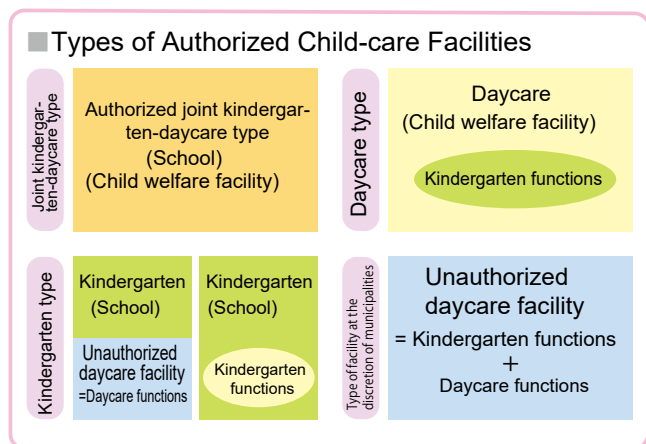 Types of Authorized Child-care Facilities
Joint kindergar-
ten-daycare type
Authorized joint kindergar-
ten-daycare type
(School)
(Child welfare facility)
Daycare type
Daycare
(Child welfare facility)
Kindergarten functions
Kindergarten type
Kindergarten
(School)
Unauthorized
daycare facility
=Daycare functions
Kindergarten
(School)
Kindergarten
functions
Type of facility at the
discretion of municipalities
Unauthorized
daycare facility
= Kindergarten functions
+
Daycare functions